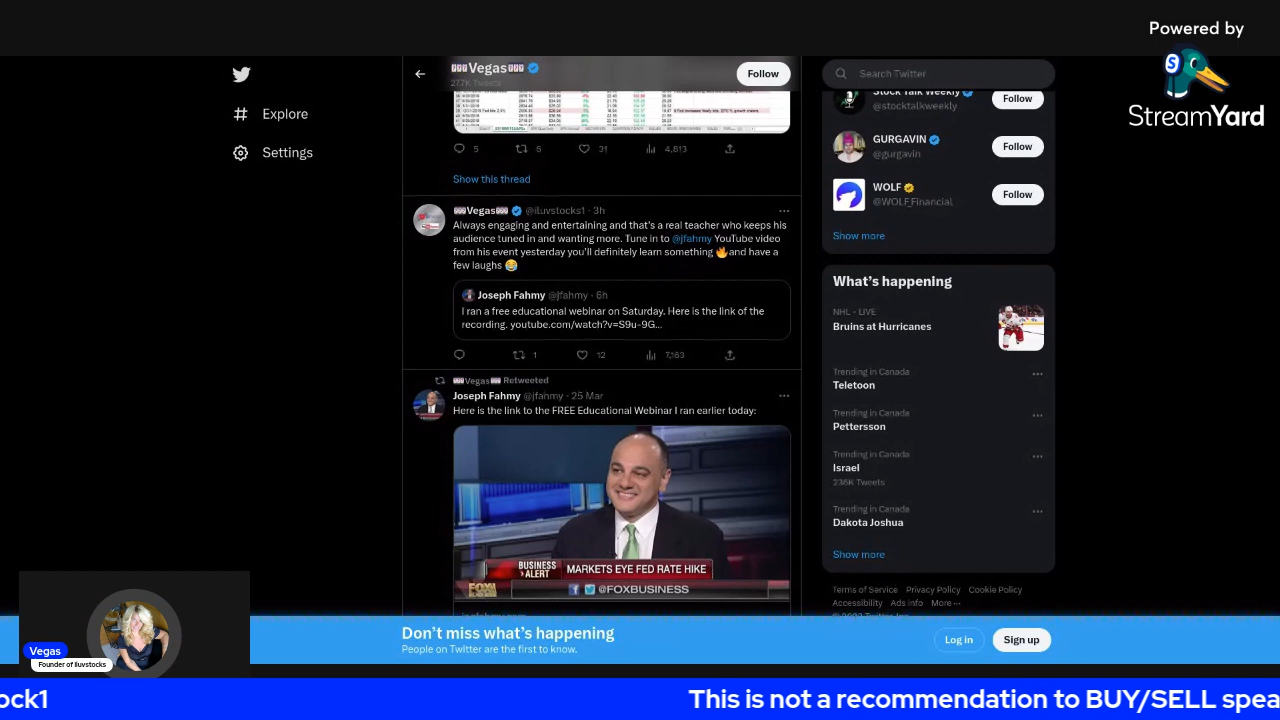 Powered by
StreamYard
Explore
Settings
Vegas
277K Tweets
Follow
5
5
31
4,813
Show this thread
Vegas @iluvstocks1 · 3h
Always engaging and entertaining and that's a real teacher who keeps his
audience tuned in and wanting more. Tune in to @jfahmy YouTube video
from his event yesterday you'll definitely learn something 🔥and have a
few laughs 😂
Joseph Fahmy @jfahmy · 6h
I ran a free educational webinar on Saturday. Here is the link of the
recording. youtube.com/watch?v=S9u-9G...
1
12
7,163
Vegas Retweeted
Joseph Fahmy @jfahmy · 25 Mar
Here is the link to the FREE Educational Webinar I ran earlier today:
BUSINESS ALERT
MARKETS EYE FED RATE HIKE
@FOXBUSINESS
Search Twitter
Stock Talk Weekly
@stocktalkweekly
Follow
GURGAVIN
@gurgavin
Follow
WOLF
@WOLF_Financial
Follow
Show more
What's happening
NHL · LIVE
Bruins at Hurricanes
Trending in Canada
Teletoon
Trending in Canada
Pettersson
Trending in Canada
Israel
236K Tweets
Trending in Canada
Dakota Joshua
Show more
Terms of Service Privacy Policy Cookie Policy
Accessibility Ads info More ···
Don't miss what's happening
People on Twitter are the first to know.
Log in
Sign up
Vegas
Founder of iluvstocks
ock1
This is not a recommendation to BUY/SELL spea